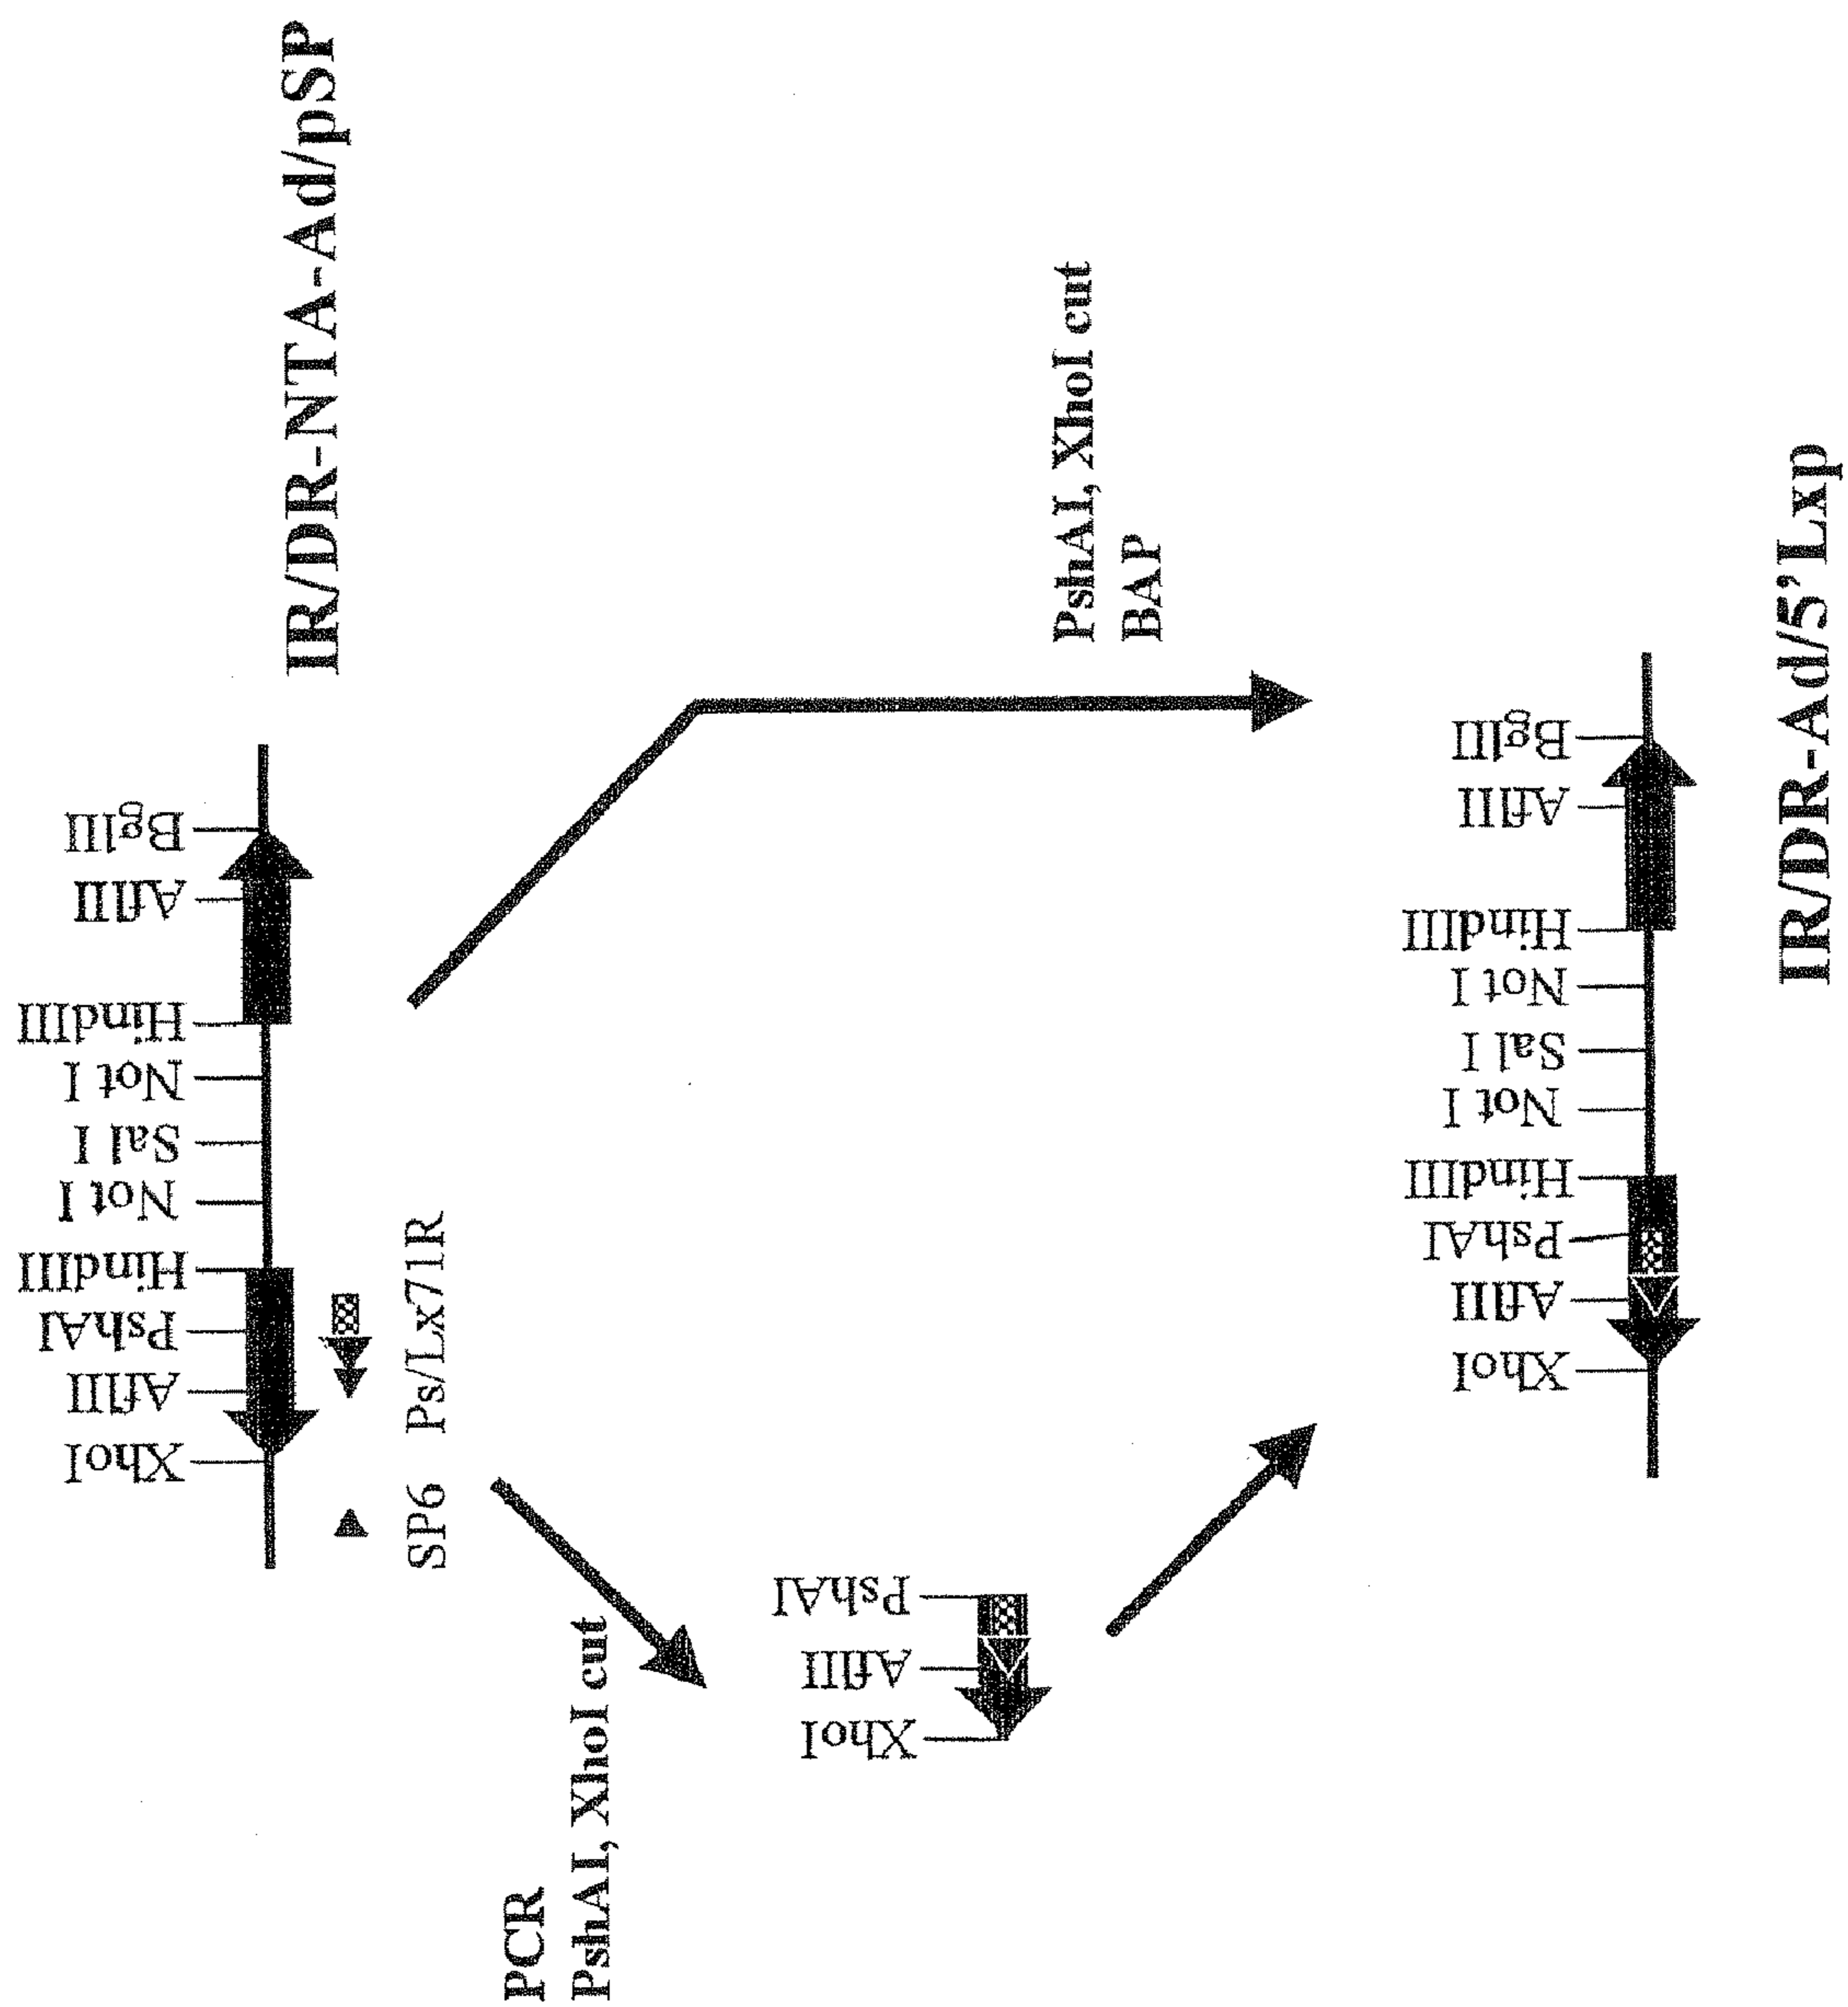 XhoI
AflII
PshAI
HindIII
Not I
Sal I
Not I
HindIII
AflII
BglII
IR/DR-NTA-Ad/pSP
SP6 Ps/Lx71R
PCR
PshAI, XhoI cut
XhoI
AflII
PshAI
PshAI, XhoI cut
BAP
XhoI
AflII
PshAI
HindIII
Not I
Sal I
Not I
HindIII
AflII
BglII
IR/DR-Ad/5’Lxp